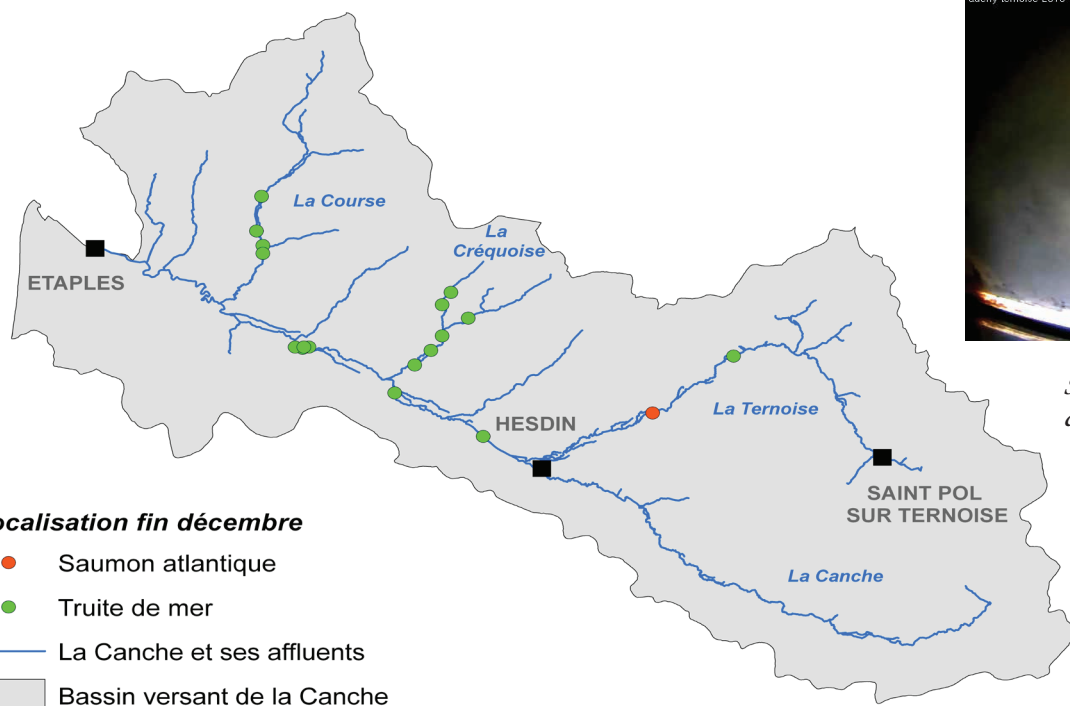 La Course
La
Créquoise
ETAPLES
HESDIN
La Ternoise
SAINT POL
SUR TERNOISE
La Canche
ocalisation fin décembre
Saumon atlantique
Truite de mer
La Canche et ses affluents
Bassin versant de la Canche